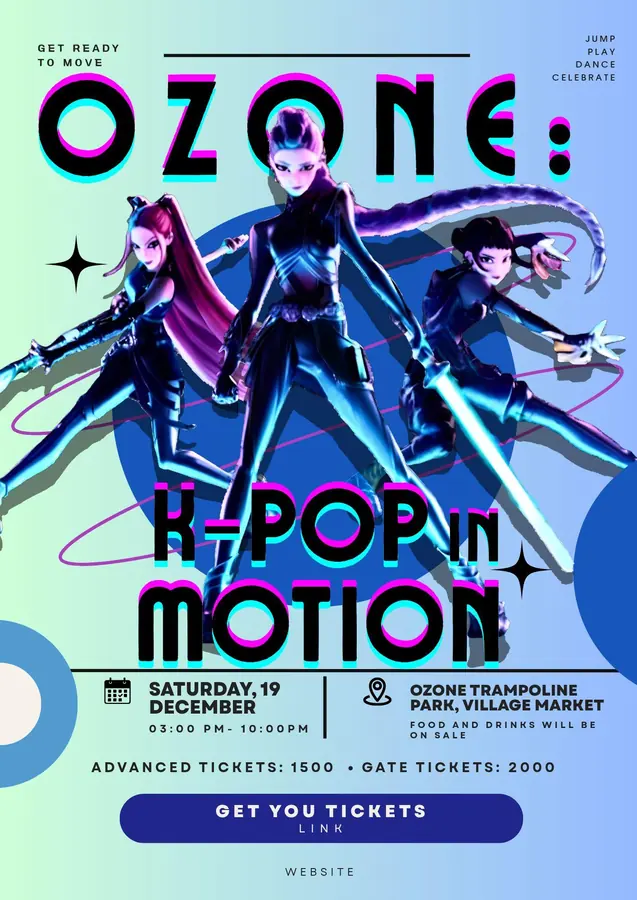 GET READY
TO MOVE
JUMP
PLAY
DANCE
CELEBRATE
OZONE:
K-POP IN
MOTION
SATURDAY, 19
DECEMBER
03:00 PM- 10:00PM
OZONE TRAMPOLINE
PARK, VILLAGE MARKET
FOOD AND DRINKS WILL BE
ON SALE
ADVANCED TICKETS: 1500 • GATE TICKETS: 2000
GET YOU TICKETS
LINK
WEBSITE